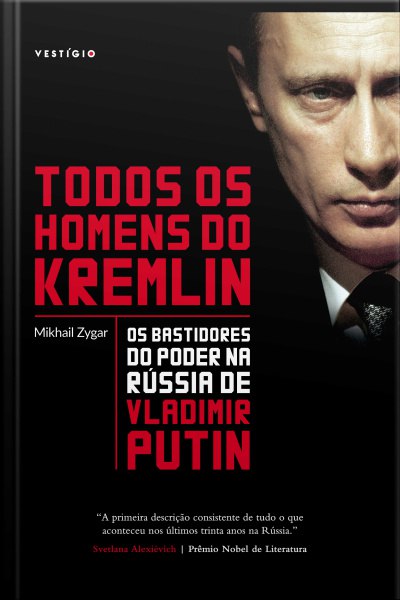 VESTÍGIO
TODOS OS
HOMENS DO
KREMLIN
Mikhail Zygar
OS BASTIDORES
DO PODER NA
RÚSSIA DE
VLADIMIR
PUTIN
“A primeira descrição consistente de tudo o que
aconteceu nos últimos trinta anos na Rússia.”
Svetlana Alexiévich | Prêmio Nobel de Literatura